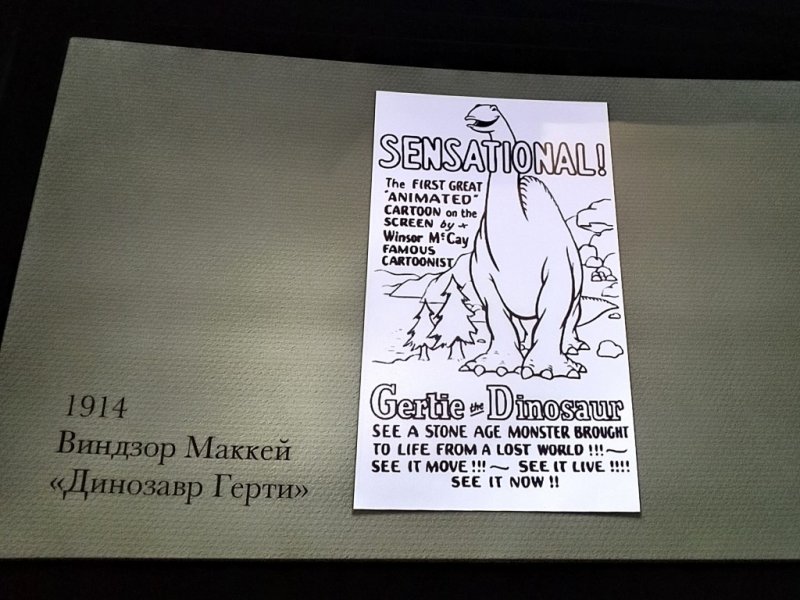 SENSATIONAL!
The FIRST GREAT
"ANIMATED"
CARTOON on the
SCREEN by
Winsor McCay
FAMOUS
CARTOONIST
Gertie the Dinosaur
SEE A STONE AGE MONSTER BROUGHT
TO LIFE FROM A LOST WORLD !!! ~
SEE IT MOVE !!! ~ SEE IT LIVE !!!!
SEE IT NOW !!
1914
Виндзор Маккей
«Динозавр Герти»